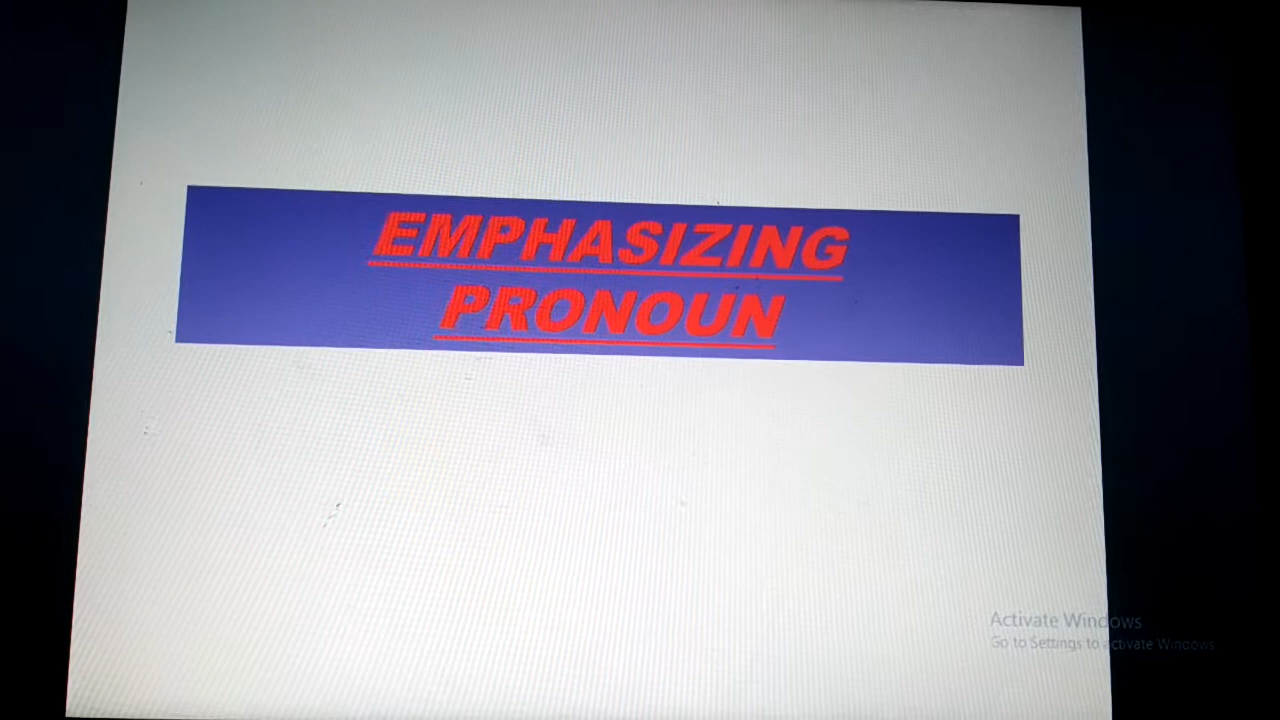 EMPHASIZING
PRONOUN
Activate Windows
Go to Settings to activate Windows